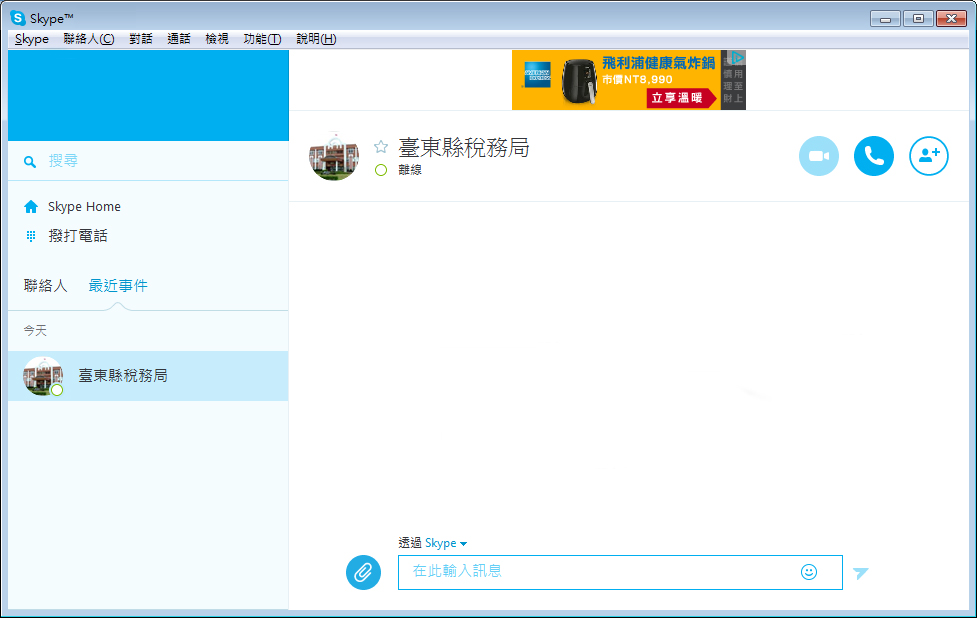 Skype™
Skype 聯絡人(C) 對話 通話 檢視 功能(T) 說明(H)
飛利浦健康氣炸鍋
市價NT8,990
立享溫暖
AMERICAN EXPRESS
搜尋
臺東縣稅務局
離線
Skype Home
撥打電話
聯絡人 最近事件
今天
臺東縣稅務局
透過 Skype
在此輸入訊息